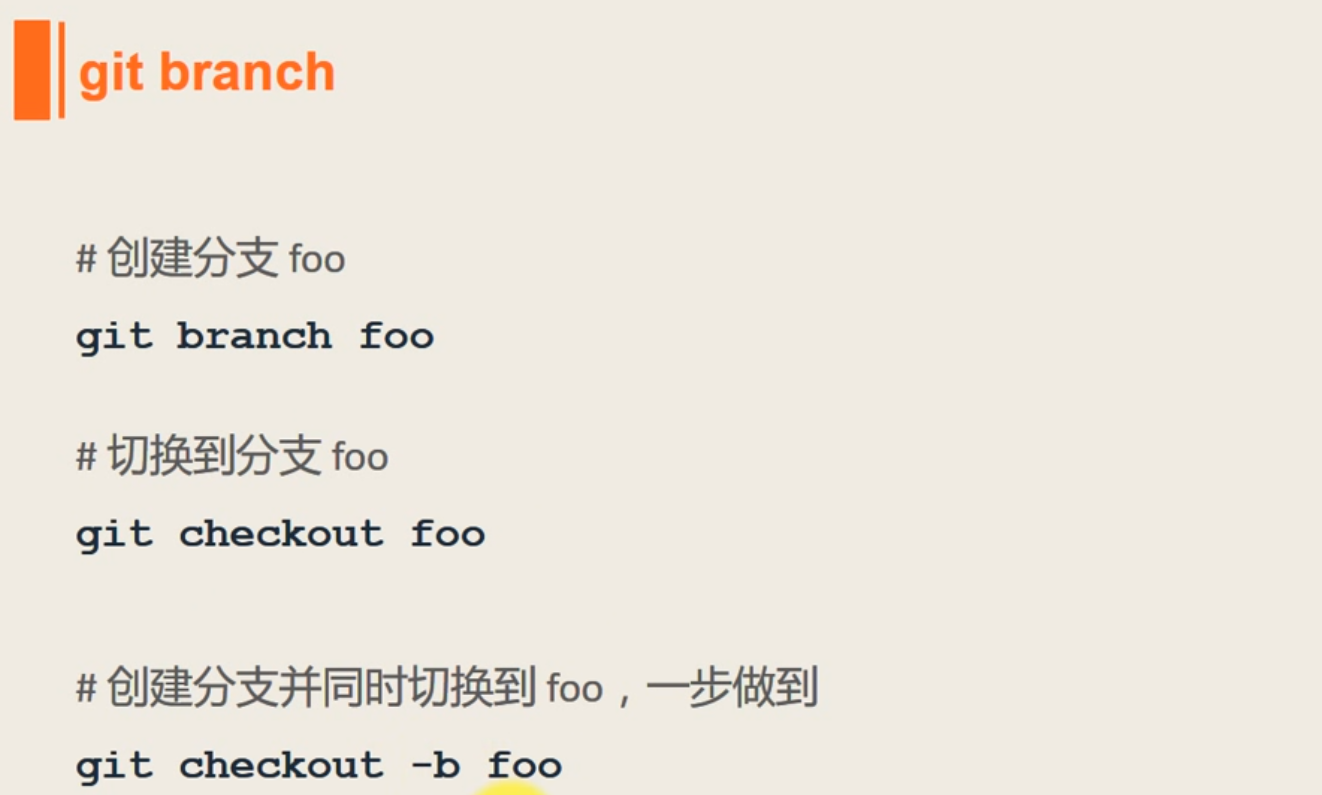 git branch
# 创建分支 foo
git branch foo
# 切换到分支 foo
git checkout foo
# 创建分支并同时切换到 foo，一步做到
git checkout -b foo